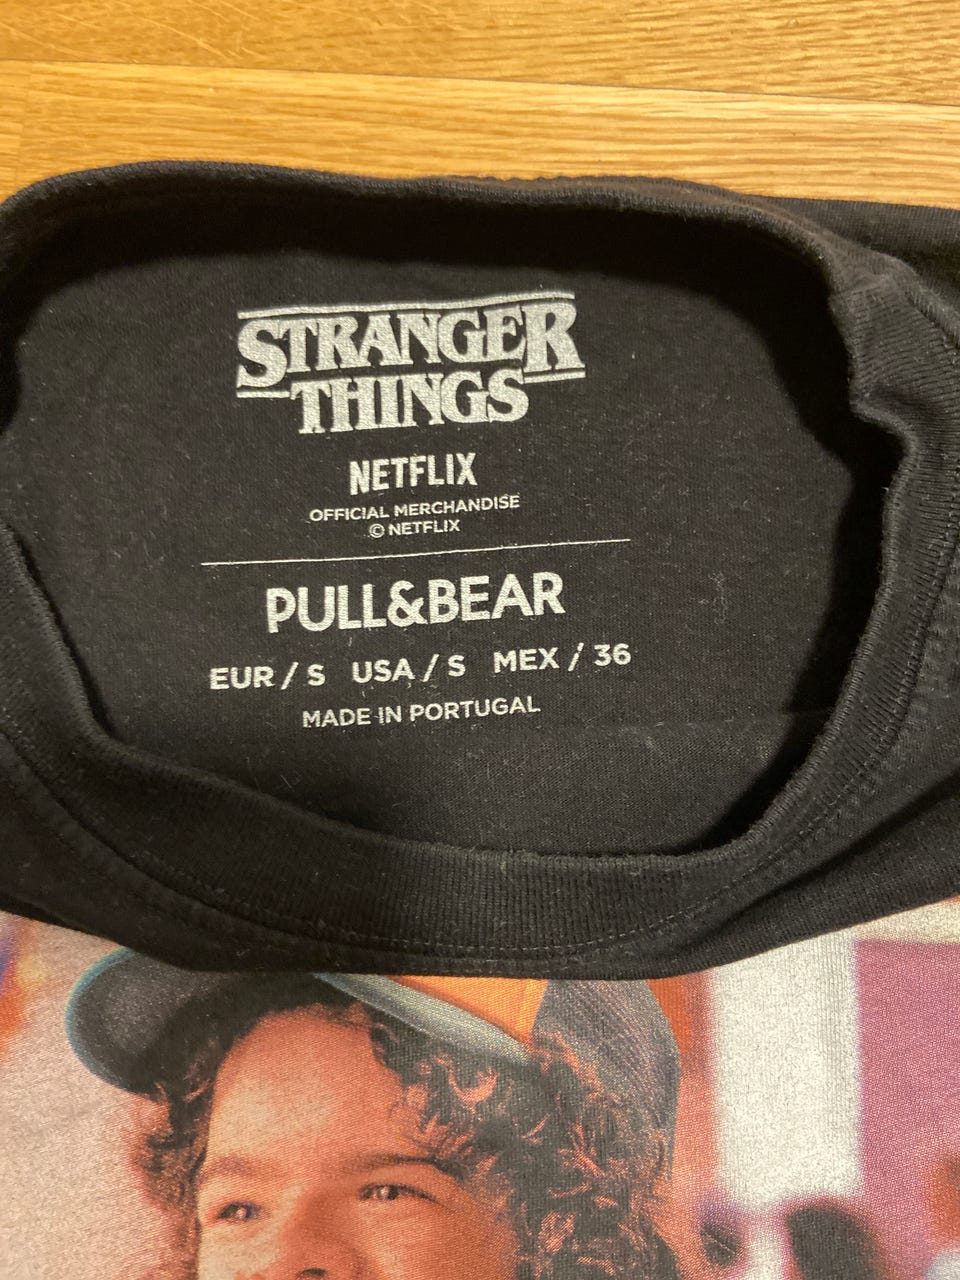 STRANGER
THINGS
NETFLIX
OFFICIAL MERCHANDISE
© NETFLIX
PULL&BEAR
EUR / S USA / S MEX / 36
MADE IN PORTUGAL